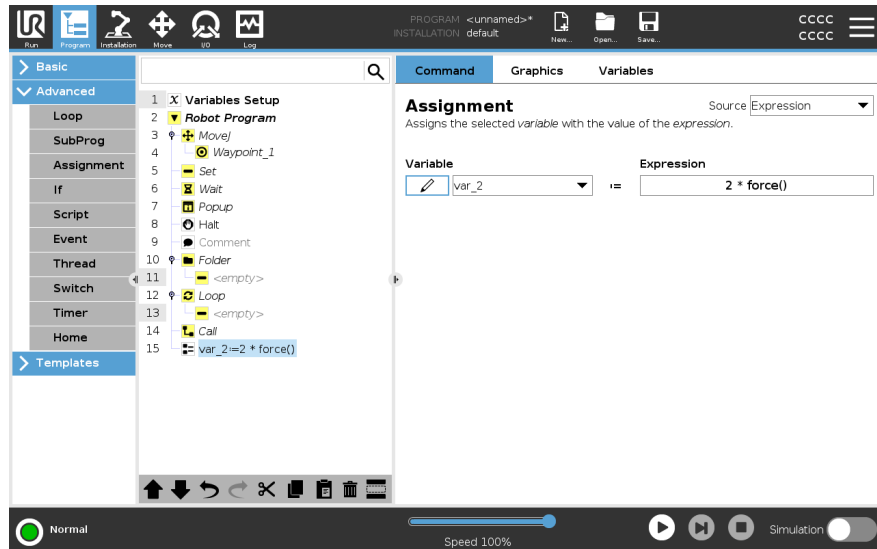 UR
PROGRAM <unnamed>*
INSTALLATION default
CCCC
CCCC
Run Program Installation Move I/O Log New... Open... Save...
Basic
Advanced
Loop
SubProg
Assignment
If
Script
Event
Thread
Switch
Timer
Home
Templates
1 X Variables Setup
2 Robot Program
3 MoveJ
4 Waypoint_1
5 Set
6 Wait
7 Popup
8 Halt
9 Comment
10 Folder
11 <empty>
12 Loop
13 <empty>
14 Call
15 var_2:=2 * force()
Command Graphics Variables
Assignment
Source Expression
Assigns the selected variable with the value of the expression.
Variable Expression
var_2 := 2 * force()
Normal
Speed 100%
Simulation